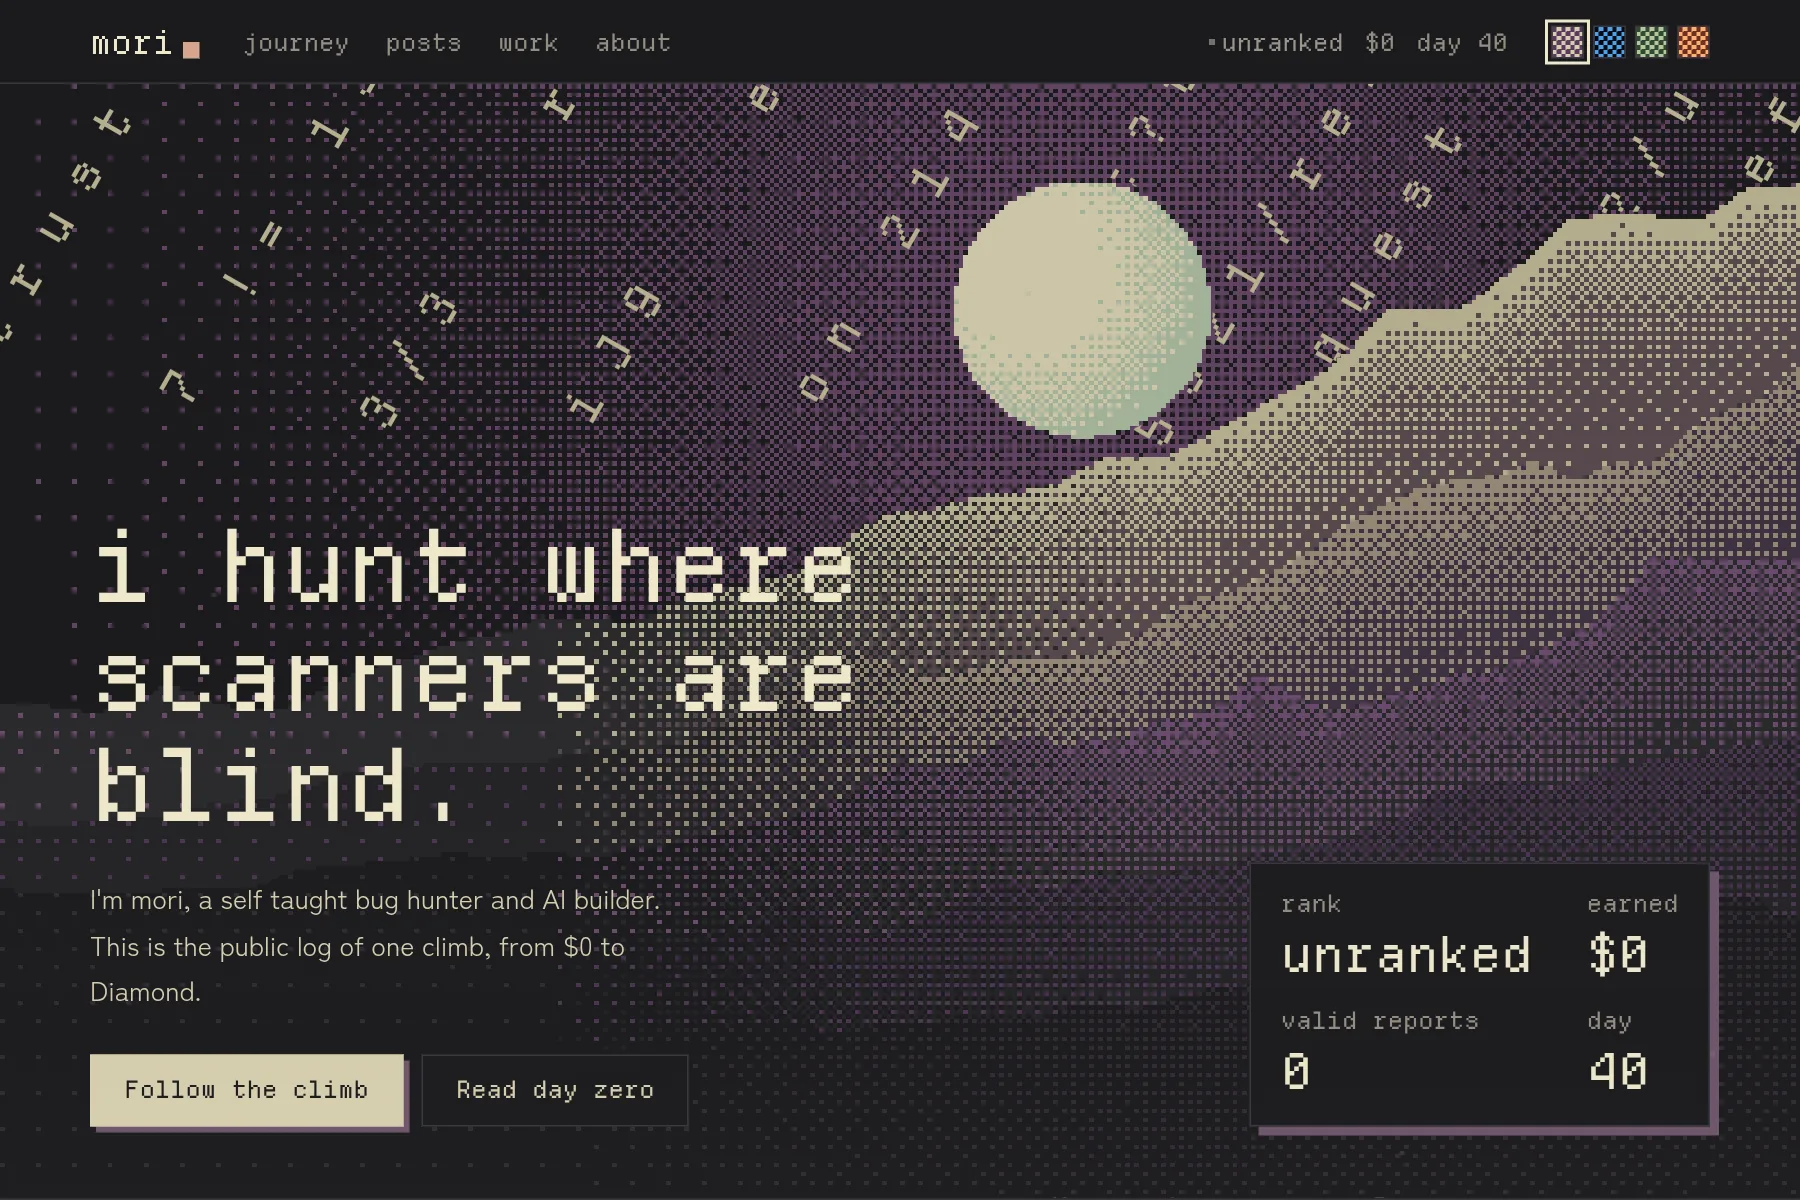 mori
journey posts work about
unranked $0 day 40
i hunt where
scanners are
blind.
I'm mori, a self taught bug hunter and AI builder.
This is the public log of one climb, from $0 to
Diamond.
Follow the climb
Read day zero
rank earned
unranked $0
valid reports day
0 40